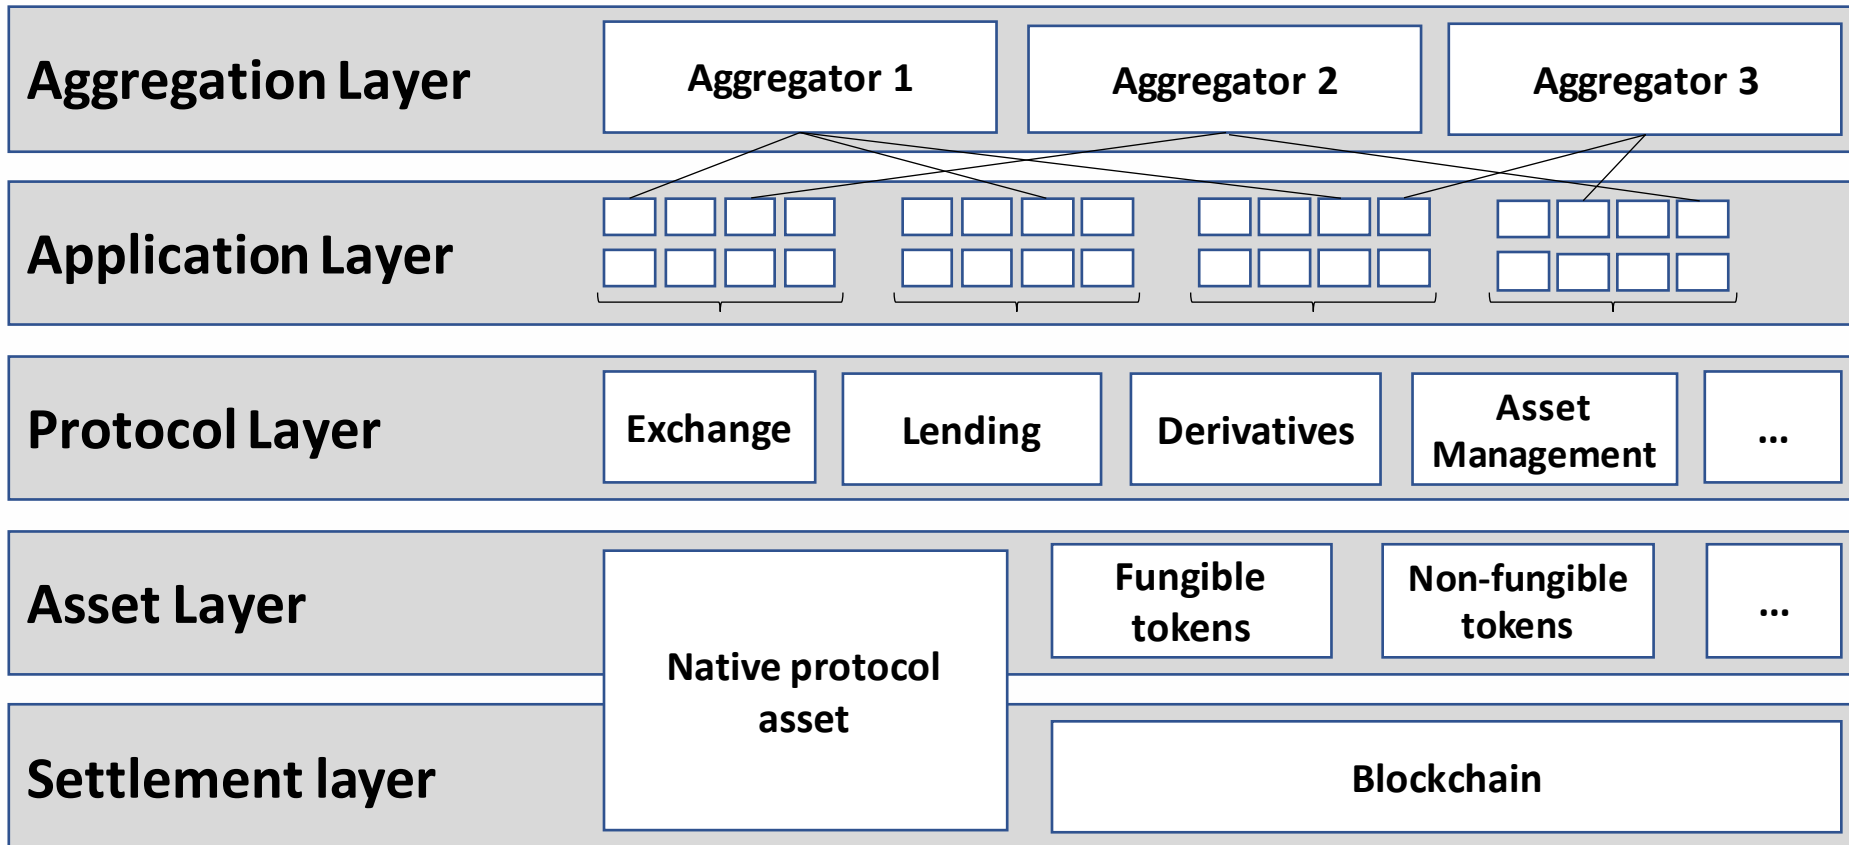 Aggregation Layer
Aggregator 1
Aggregator 2
Aggregator 3
Application Layer
Protocol Layer
Exchange
Lending
Derivatives
Asset
Management
...
Asset Layer
Fungible
tokens
Non-fungible
tokens
...
Native protocol
asset
Settlement layer
Blockchain